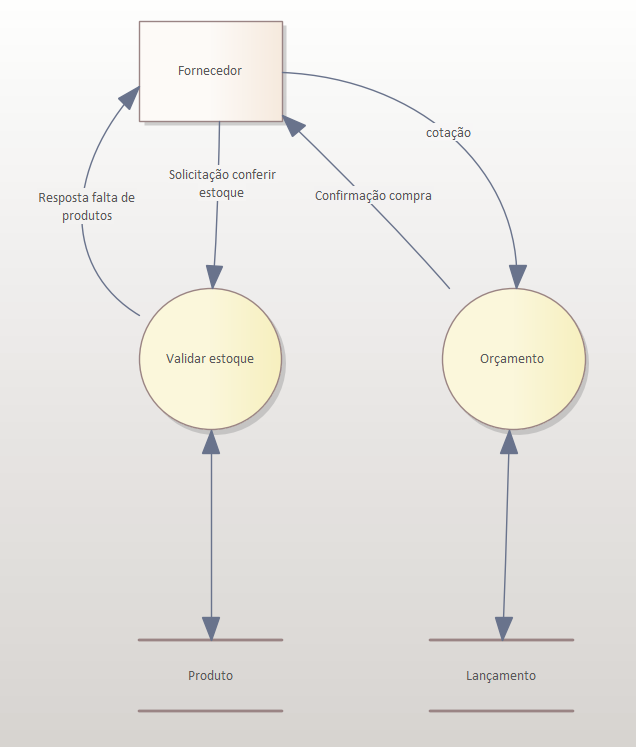 Fornecedor
cotação
Solicitação conferir
estoque
Resposta falta de
produtos
Confirmação compra
Validar estoque
Orçamento
Produto
Lançamento